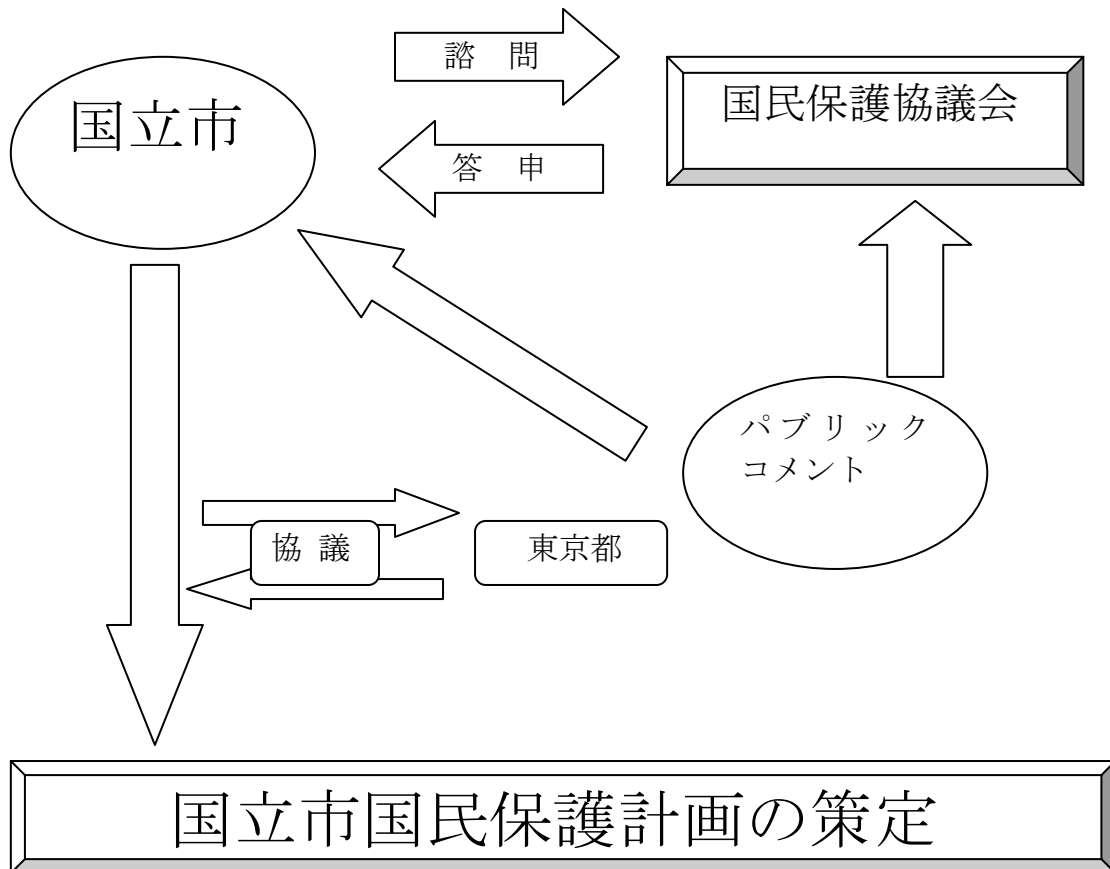 諮 問
国民保護協議会
国立市
答 申
パブリック
コメント
協 議
東京都
国立市国民保護計画の策定